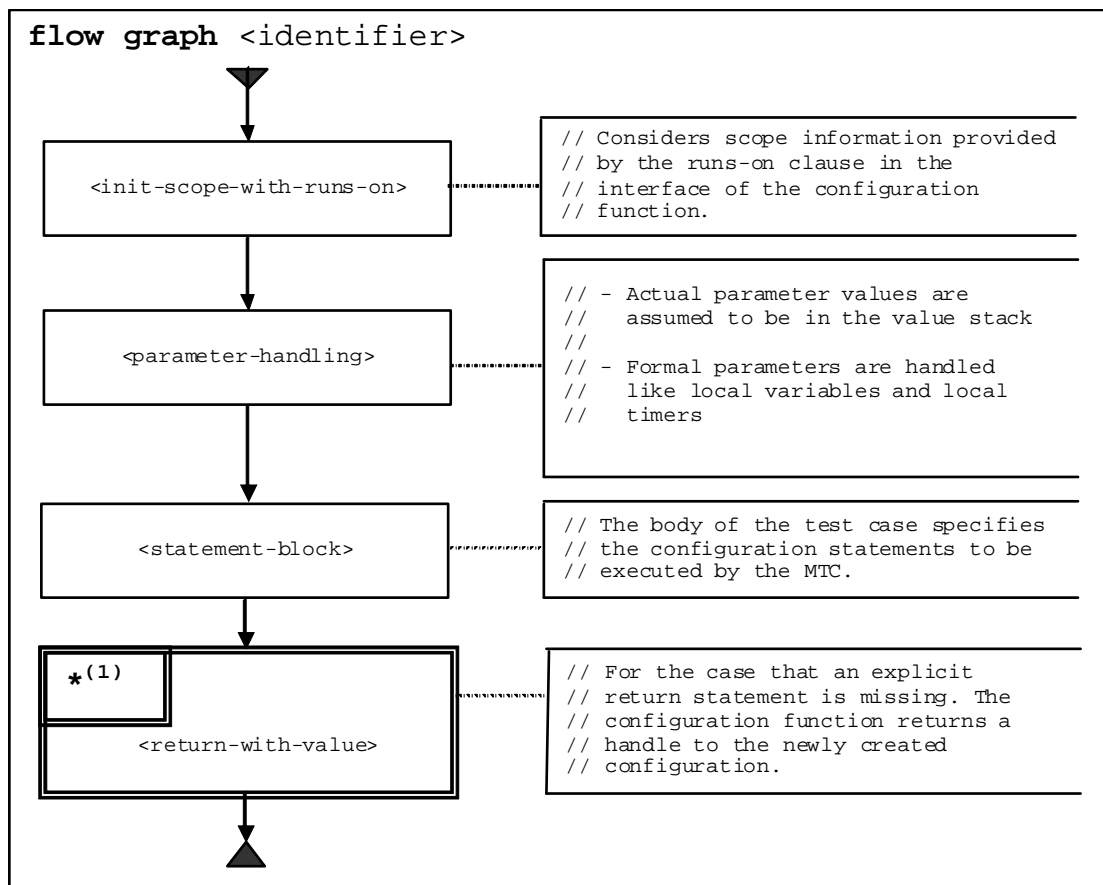 flow graph <identifier>
<init-scope-with-runs-on>
// Considers scope information provided
// by the runs-on clause in the
// interface of the configuration
// function.
<parameter-handling>
// - Actual parameter values are
// assumed to be in the value stack
//
// - Formal parameters are handled
// like local variables and local
// timers
<statement-block>
// The body of the test case specifies
// the configuration statements to be
// executed by the MTC.
*(1)
<return-with-value>
// For the case that an explicit
// return statement is missing. The
// configuration function returns a
// handle to the newly created
// configuration.